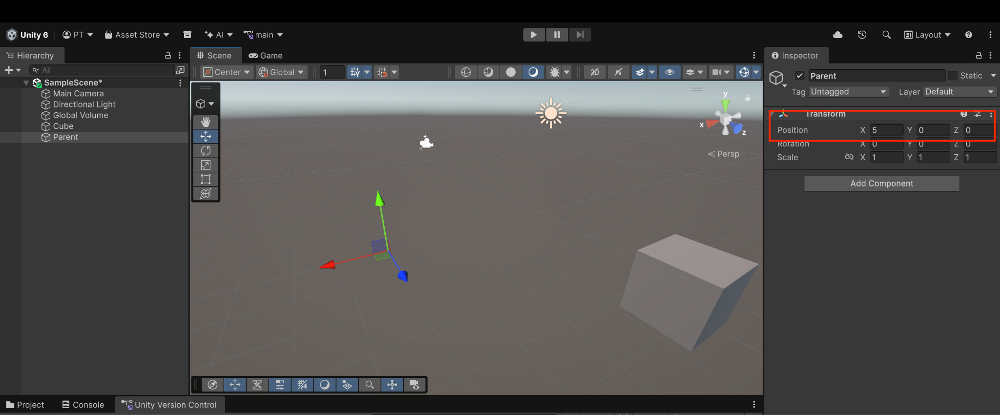 Unity 6 PT Asset Store AI main Layout
Hierarchy
All
SampleScene*
Main Camera
Directional Light
Global Volume
Cube
Parent
Scene Game
Center Global 1 2D
y
x
z
Persp
Inspector
Parent Static
Tag Untagged Layer Default
Transform
Position X 5 Y 0 Z 0
Rotation X 0 Y 0 Z 0
Scale X 1 Y 1 Z 1
Add Component
Project Console Unity Version Control